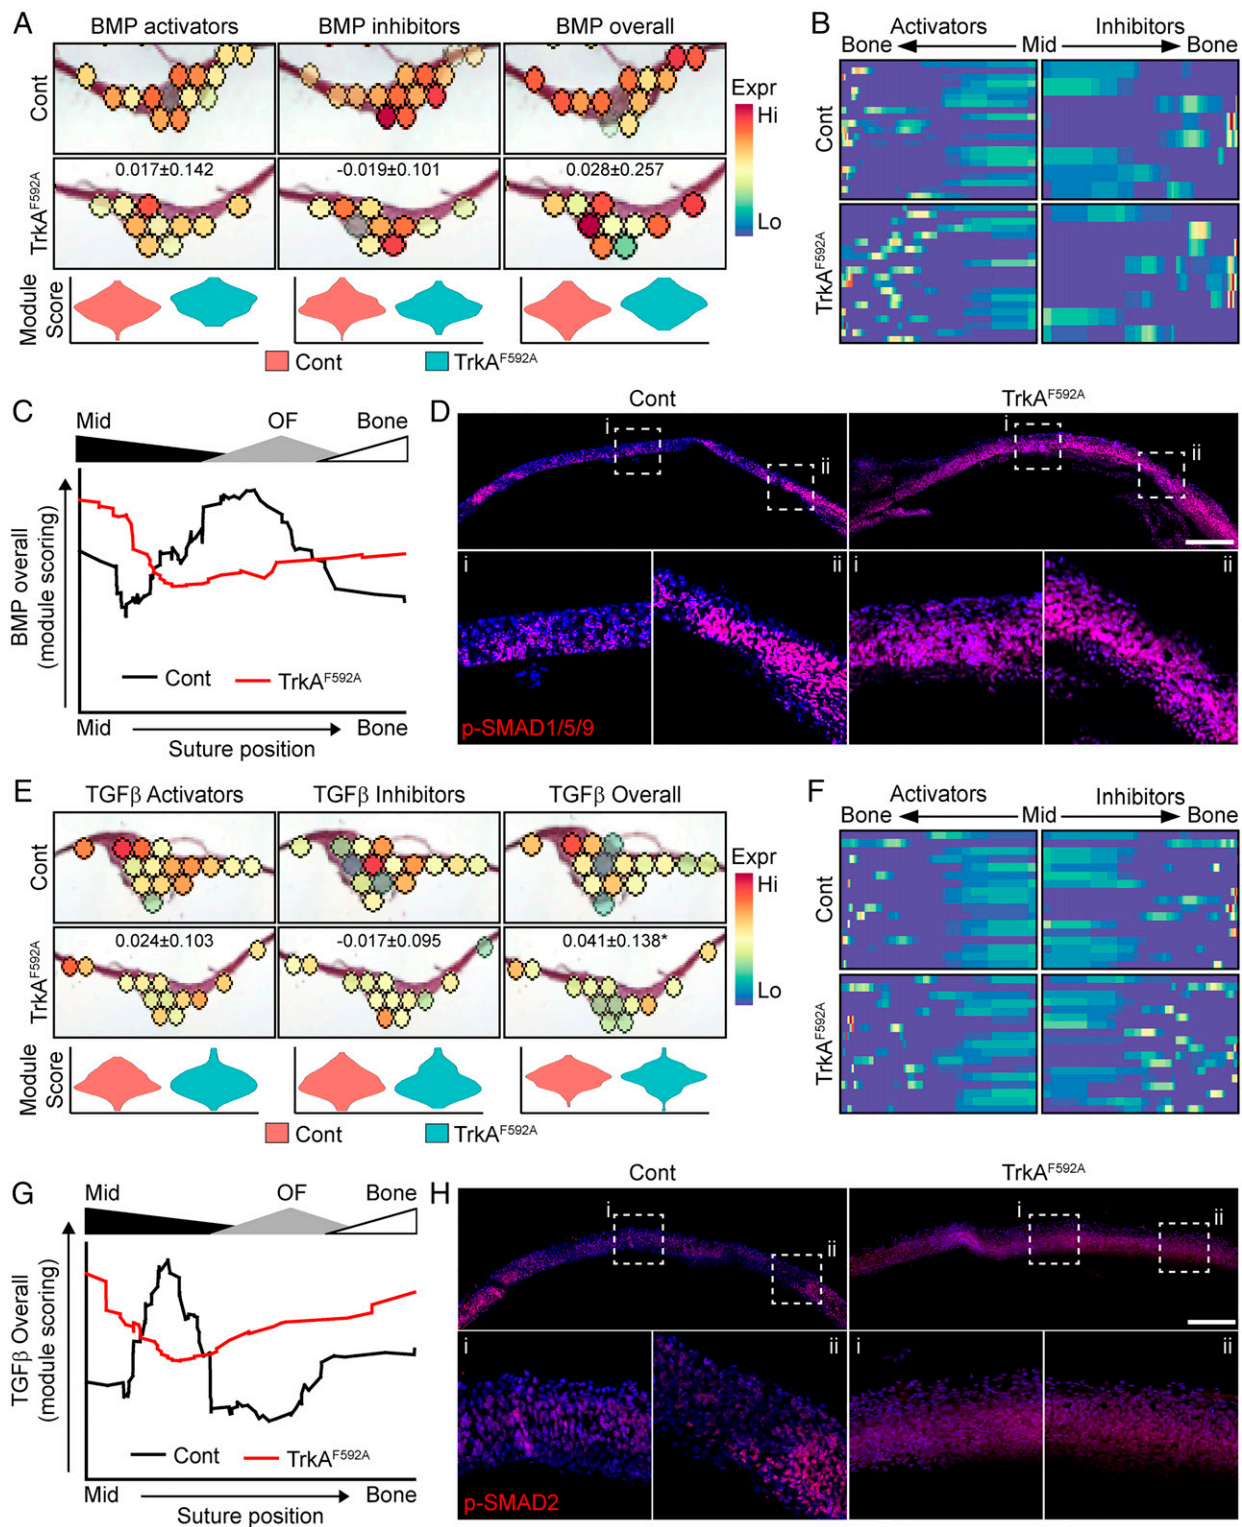 A
BMP activators
BMP inhibitors
BMP overall
Cont
Expr
Hi
Lo
TrkA^F592A
0.017±0.142
-0.019±0.101
0.028±0.257
Module
Score
Cont
TrkA^F592A
B
Activators
Inhibitors
Bone
Mid
Bone
Cont
TrkA^F592A
C
Mid
OF
Bone
BMP overall
(module scoring)
Cont
TrkA^F592A
Mid
Bone
Suture position
D
Cont
TrkA^F592A
i
ii
i
ii
i
ii
i
ii
p-SMAD1/5/9
E
TGFβ Activators
TGFβ Inhibitors
TGFβ Overall
Cont
Expr
Hi
Lo
TrkA^F592A
0.024±0.103
-0.017±0.095
0.041±0.138*
Module
Score
Cont
TrkA^F592A
F
Activators
Inhibitors
Bone
Mid
Bone
Cont
TrkA^F592A
G
Mid
OF
Bone
TGFβ Overall
(module scoring)
Cont
TrkA^F592A
Mid
Bone
Suture position
H
Cont
TrkA^F592A
i
ii
i
ii
i
ii
i
ii
p-SMAD2